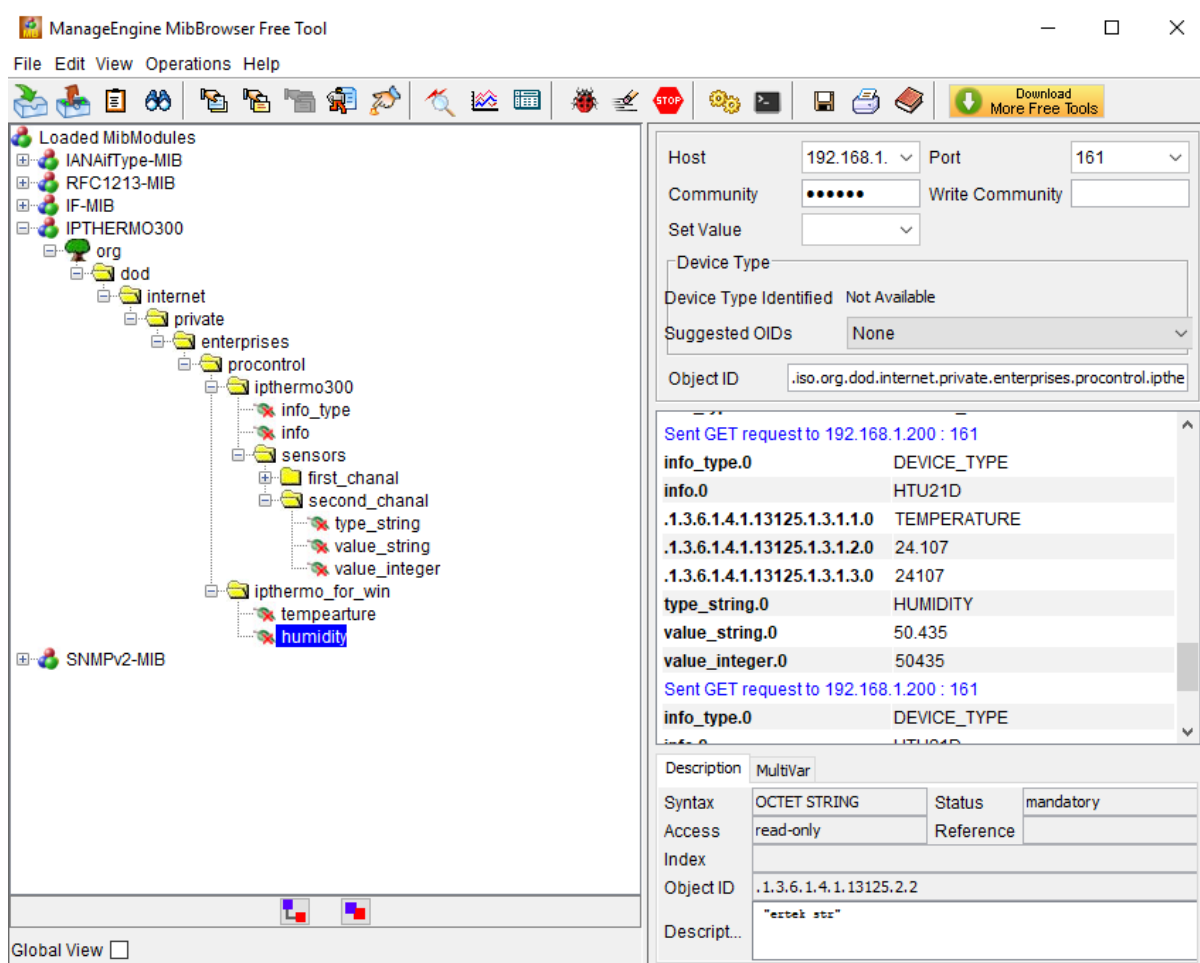 ManageEngine MibBrowser Free Tool
File Edit View Operations Help
STOP
Download
More Free Tools
Loaded MibModules
IANAifType-MIB
RFC1213-MIB
IF-MIB
IPTHERMO300
org
dod
internet
private
enterprises
procontrol
ipthermo300
info_type
info
sensors
first_chanal
second_chanal
type_string
value_string
value_integer
ipthermo_for_win
tempearture
humidity
SNMPv2-MIB
Global View
Host 192.168.1. Port 161
Community •••••• Write Community
Set Value
Device Type
Device Type Identified Not Available
Suggested OIDs None
Object ID .iso.org.dod.internet.private.enterprises.procontrol.ipthe
Sent GET request to 192.168.1.200 : 161
info_type.0 DEVICE_TYPE
info.0 HTU21D
.1.3.6.1.4.1.13125.1.3.1.1.0 TEMPERATURE
.1.3.6.1.4.1.13125.1.3.1.2.0 24.107
.1.3.6.1.4.1.13125.1.3.1.3.0 24107
type_string.0 HUMIDITY
value_string.0 50.435
value_integer.0 50435
Sent GET request to 192.168.1.200 : 161
info_type.0 DEVICE_TYPE
Description MultiVar
Syntax OCTET STRING Status mandatory
Access read-only Reference
Index
Object ID .1.3.6.1.4.1.13125.2.2
Descript... "ertek str"